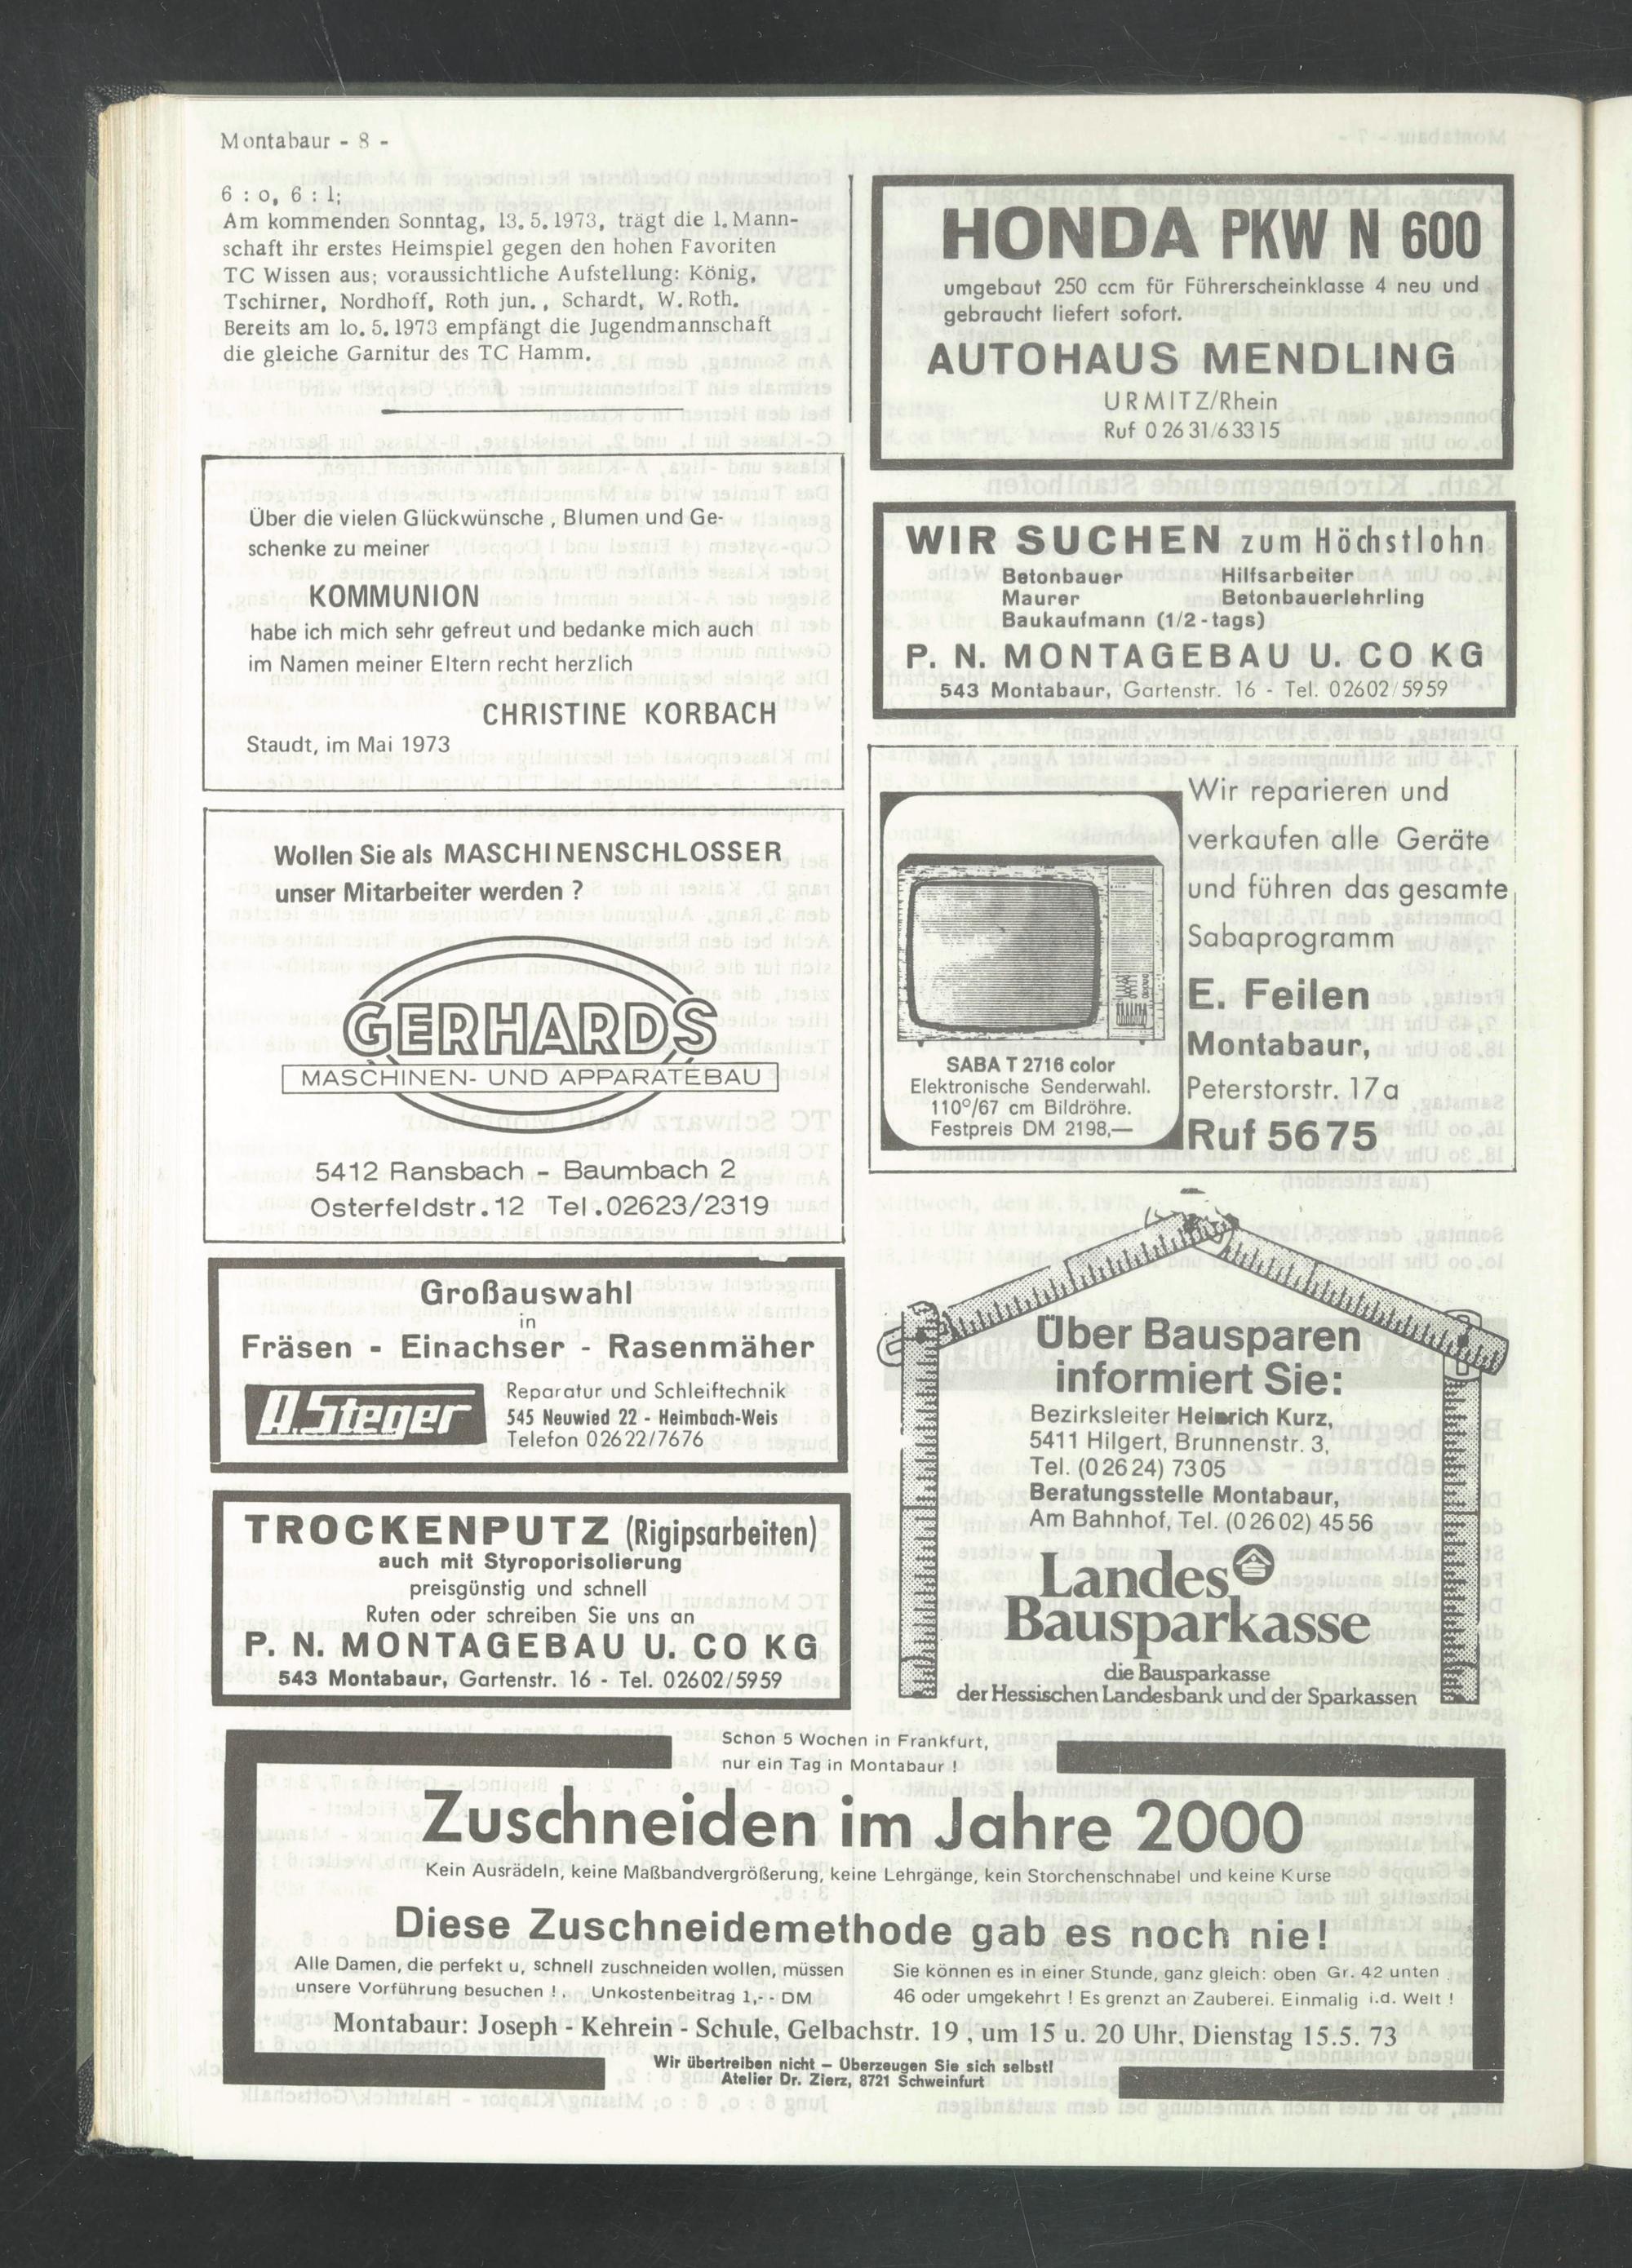 Montabaur - 8 -
6 : o, 6 : l;
Am kommenden Sonntag, 13.5.1973, trägt die 1. Mann-
schaft ihr erstes Heimspiel gegen den hohen Favoriten
TC Wissen aus; voraussichtliche Aufstellung: König,
Tschirner, Nordhoff, Roth jun., Schardt, W. Roth.
Bereits am lo.5.1973 empfängt die Jugendmannschaft
die gleiche Garnitur des TC Hamm.
Über die vielen Glückwünsche , Blumen und Ge-
schenke zu meiner
KOMMUNION
habe ich mich sehr gefreut und bedanke mich auch
im Namen meiner Eltern recht herzlich
CHRISTINE KORBACH
Staudt, im Mai 1973
Wollen Sie als MASCHINENSCHLOSSER
unser Mitarbeiter werden ?
GERHARDS
MASCHINEN- UND APPARATEBAU
5412 Ransbach - Baumbach 2
Osterfeldstr.12 Tel.02623/2319
Großauswahl
in
Fräsen - Einachser - Rasenmäher
A.Steger
Reparatur und Schleiftechnik
545 Neuwied 22 - Heimbach-Weis
Telefon 02622/7676
TROCKENPUTZ (Rigipsarbeiten)
auch mit Styroporisolierung
preisgünstig und schnell
Rufen oder schreiben Sie uns an
P. N. MONTAGEBAU U. CO KG
543 Montabaur, Gartenstr. 16 - Tel. 02602/5959
HONDA PKW N 600
umgebaut 250 ccm für Führerscheinklasse 4 neu und
gebraucht liefert sofort.
AUTOHAUS MENDLING
URMITZ/Rhein
Ruf 0 26 31/6 33 15
WIR SUCHEN zum Höchstlohn
Betonbauer Hilfsarbeiter
Maurer Betonbauerlehrling
Baukaufmann (1/2-tags)
P. N. MONTAGEBAU U. CO KG
543 Montabaur, Gartenstr. 16 - Tel. 02602/5959
SABA T 2716 color
Elektronische Senderwahl.
110°/67 cm Bildröhre.
Festpreis DM 2198,—
Wir reparieren und
verkaufen alle Geräte
und führen das gesamte
Sabaprogramm
E. Feilen
Montabaur,
Peterstorstr. 17a
Ruf 5675
Über Bausparen
informiert Sie:
Bezirksleiter Heinrich Kurz,
5411 Hilgert, Brunnenstr. 3,
Tel. (0 26 24) 73 05
Beratungsstelle Montabaur,
Am Bahnhof, Tel. (0 26 02) 45 56
Landes
Bausparkasse
die Bausparkasse
der Hessischen Landesbank und der Sparkassen
Schon 5 Wochen in Frankfurt,
nur ein Tag in Montabaur !
Zuschneiden im Jahre 2000
Kein Ausrädeln, keine Maßbandvergrößerung, keine Lehrgänge, kein Storchenschnabel und keine Kurse
Diese Zuschneidemethode gab es noch nie!
Alle Damen, die perfekt u, schnell zuschneiden wollen, müssen
unsere Vorführung besuchen !. Unkostenbeitrag 1,-- DM
Sie können es in einer Stunde, ganz gleich: oben Gr. 42 unten
46 oder umgekehrt ! Es grenzt an Zauberei. Einmalig i.d. Welt !
Montabaur: Joseph - Kehrein - Schule, Gelbachstr. 19 , um 15 u. 20 Uhr, Dienstag 15.5. 73
Wir übertreiben nicht – Überzeugen Sie sich selbst!
Atelier Dr. Zierz, 8721 Schweinfurt